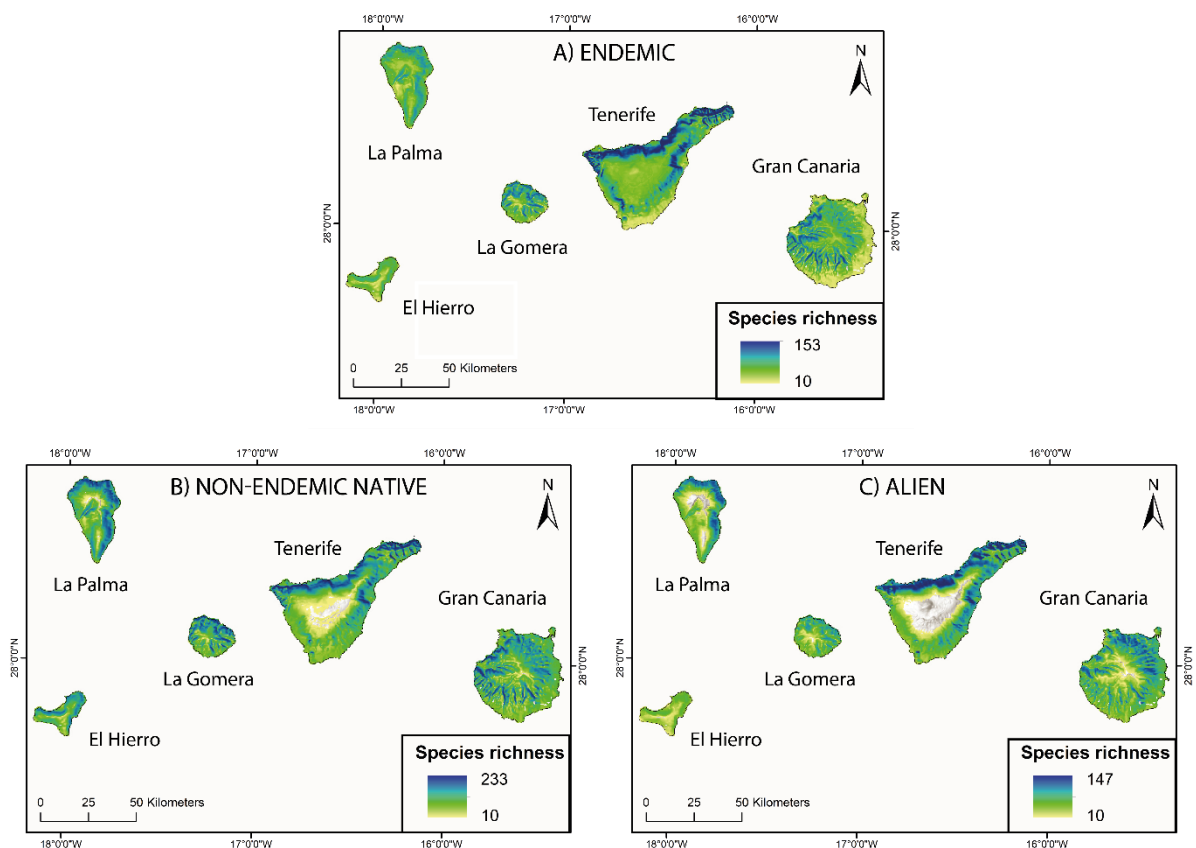 18°0'0"W 17°0'0"W 16°0'0"W
A) ENDEMIC
N
Tenerife
La Palma
Gran Canaria
28°0'0"N
28°0'0"N
La Gomera
El Hierro
Species richness
153
10
0 25 50 Kilometers
18°0'0"W 17°0'0"W 16°0'0"W
18°0'0"W 17°0'0"W 16°0'0"W
B) NON-ENDEMIC NATIVE
N
Tenerife
La Palma
Gran Canaria
28°0'0"N
28°0'0"N
La Gomera
El Hierro
Species richness
233
10
0 25 50 Kilometers
18°0'0"W 17°0'0"W 16°0'0"W
18°0'0"W 17°0'0"W 16°0'0"W
C) ALIEN
N
Tenerife
La Palma
Gran Canaria
28°0'0"N
28°0'0"N
La Gomera
El Hierro
Species richness
147
10
0 25 50 Kilometers
18°0'0"W 17°0'0"W 16°0'0"W